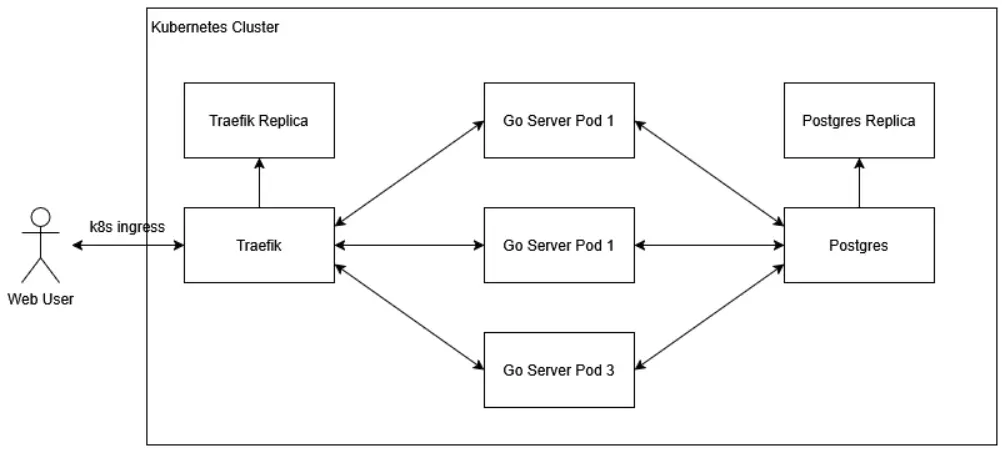 Kubernetes Cluster
Traefik Replica
Go Server Pod 1
Postgres Replica
k8s ingress
Traefik
Go Server Pod 1
Postgres
Web User
Go Server Pod 3